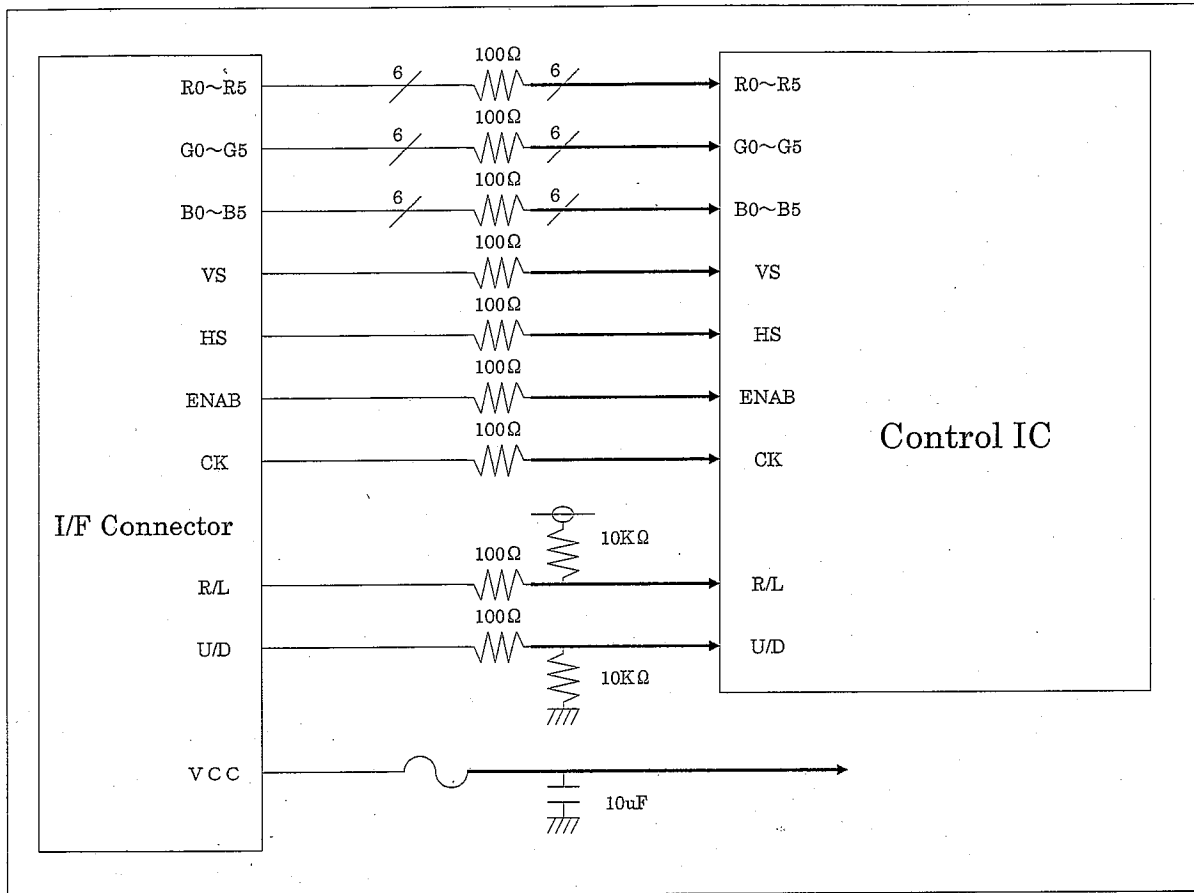 100Ω
R0~R5 6 6 R0~R5
100Ω
G0~G5 6 6 G0~G5
100Ω
B0~B5 6 6 B0~B5
100Ω
VS VS
100Ω
HS HS
100Ω
ENAB ENAB
100Ω
CK CK
Control IC
I/F Connector
10KΩ
100Ω
R/L R/L
100Ω
U/D U/D
10KΩ
VCC
10uF